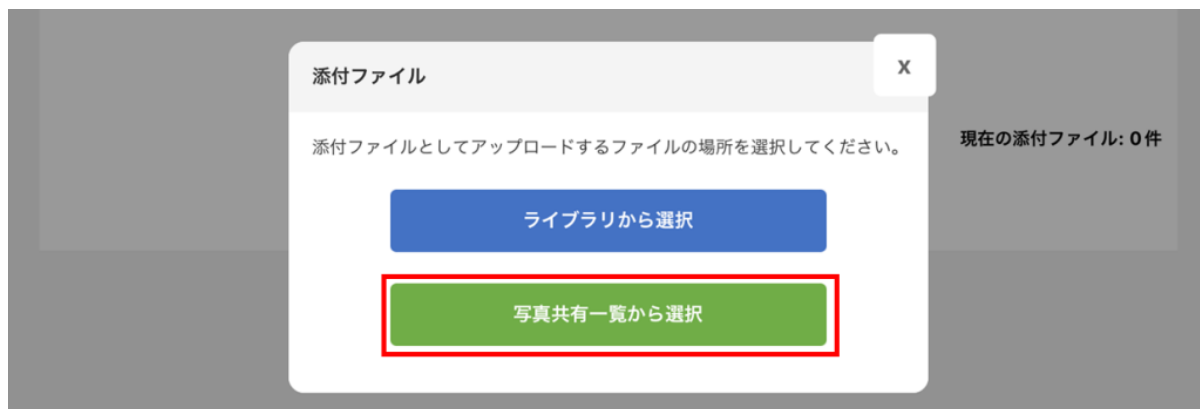 添付ファイル
x
添付ファイルとしてアップロードするファイルの場所を選択してください。
現在の添付ファイル: 0件
ライブラリから選択
写真共有一覧から選択